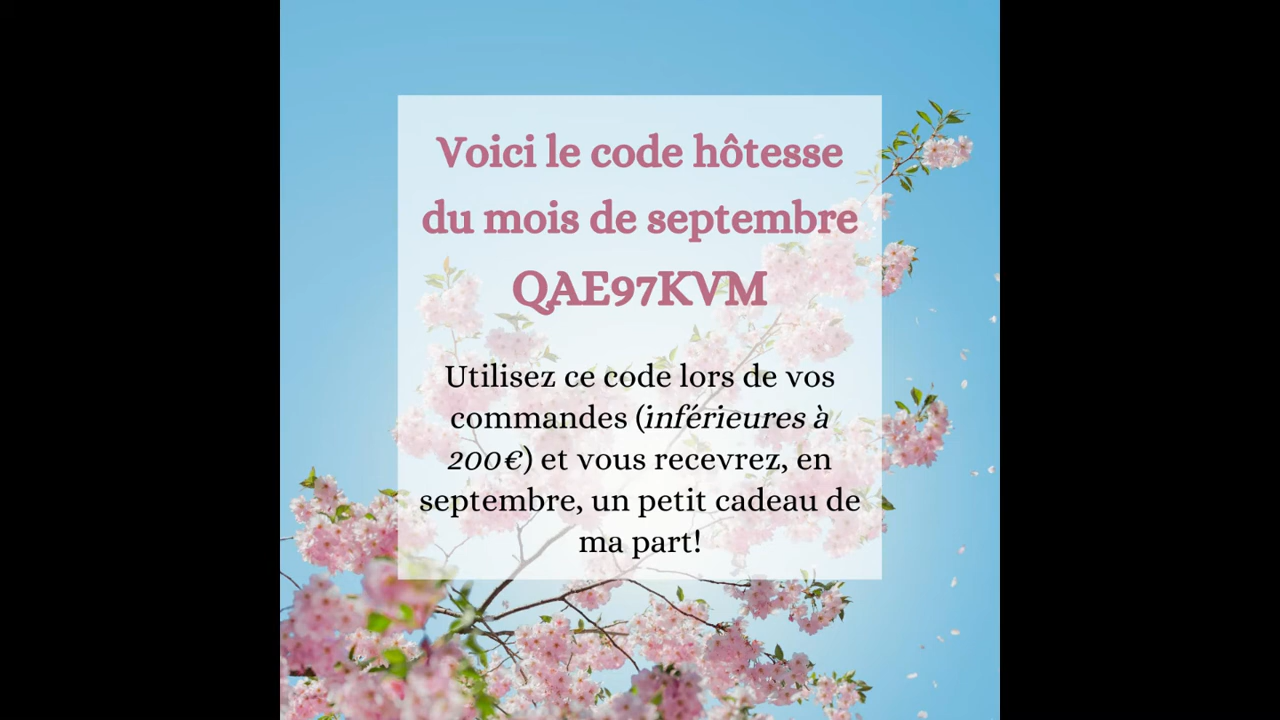 Voici le code hôtesse
du mois de septembre
QAE97KVM
Utilisez ce code lors de vos
commandes (inférieures à
200€) et vous recevrez, en
septembre, un petit cadeau de
ma part!